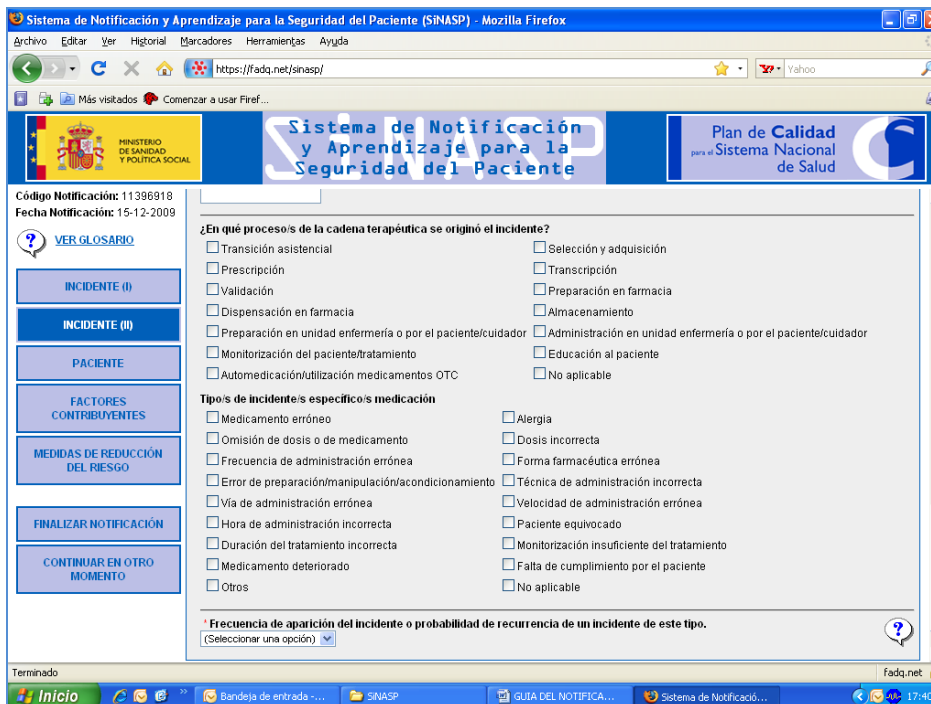 Sistema de Notificación y Aprendizaje para la Seguridad del Paciente (SiNASP) - Mozilla Firefox
Archivo Editar Ver Historial Marcadores Herramientas Ayuda
https://fadq.net/sinasp/
Yahoo
Más visitados Comenzar a usar Firef...
MINISTERIO
DE SANIDAD
Y POLÍTICA SOCIAL
SiNASP
Sistema de Notificación
y Aprendizaje para la
Seguridad del Paciente
Plan de Calidad
para el Sistema Nacional
de Salud
Código Notificación: 11396918
Fecha Notificación: 15-12-2009
VER GLOSARIO
INCIDENTE (I)
INCIDENTE (II)
PACIENTE
FACTORES
CONTRIBUYENTES
MEDIDAS DE REDUCCIÓN
DEL RIESGO
FINALIZAR NOTIFICACIÓN
CONTINUAR EN OTRO
MOMENTO
¿En qué proceso/s de la cadena terapéutica se originó el incidente?
Transición asistencial Selección y adquisición
Prescripción Transcripción
Validación Preparación en farmacia
Dispensación en farmacia Almacenamiento
Preparación en unidad enfermería o por el paciente/cuidador Administración en unidad enfermería o por el paciente/cuidador
Monitorización del paciente/tratamiento Educación al paciente
Automedicación/utilización medicamentos OTC No aplicable
Tipo/s de incidente/s específico/s medicación
Medicamento erróneo Alergia
Omisión de dosis o de medicamento Dosis incorrecta
Frecuencia de administración errónea Forma farmacéutica errónea
Error de preparación/manipulación/acondicionamiento Técnica de administración incorrecta
Vía de administración errónea Velocidad de administración errónea
Hora de administración incorrecta Paciente equivocado
Duración del tratamiento incorrecta Monitorización insuficiente del tratamiento
Medicamento deteriorado Falta de cumplimiento por el paciente
Otros No aplicable
* Frecuencia de aparición del incidente o probabilidad de recurrencia de un incidente de este tipo.
(Seleccionar una opción)
Terminado fadq.net
Inicio Bandeja de entrada -... SiNASP GUIA DEL NOTIFICA... Sistema de Notificació... 17:40